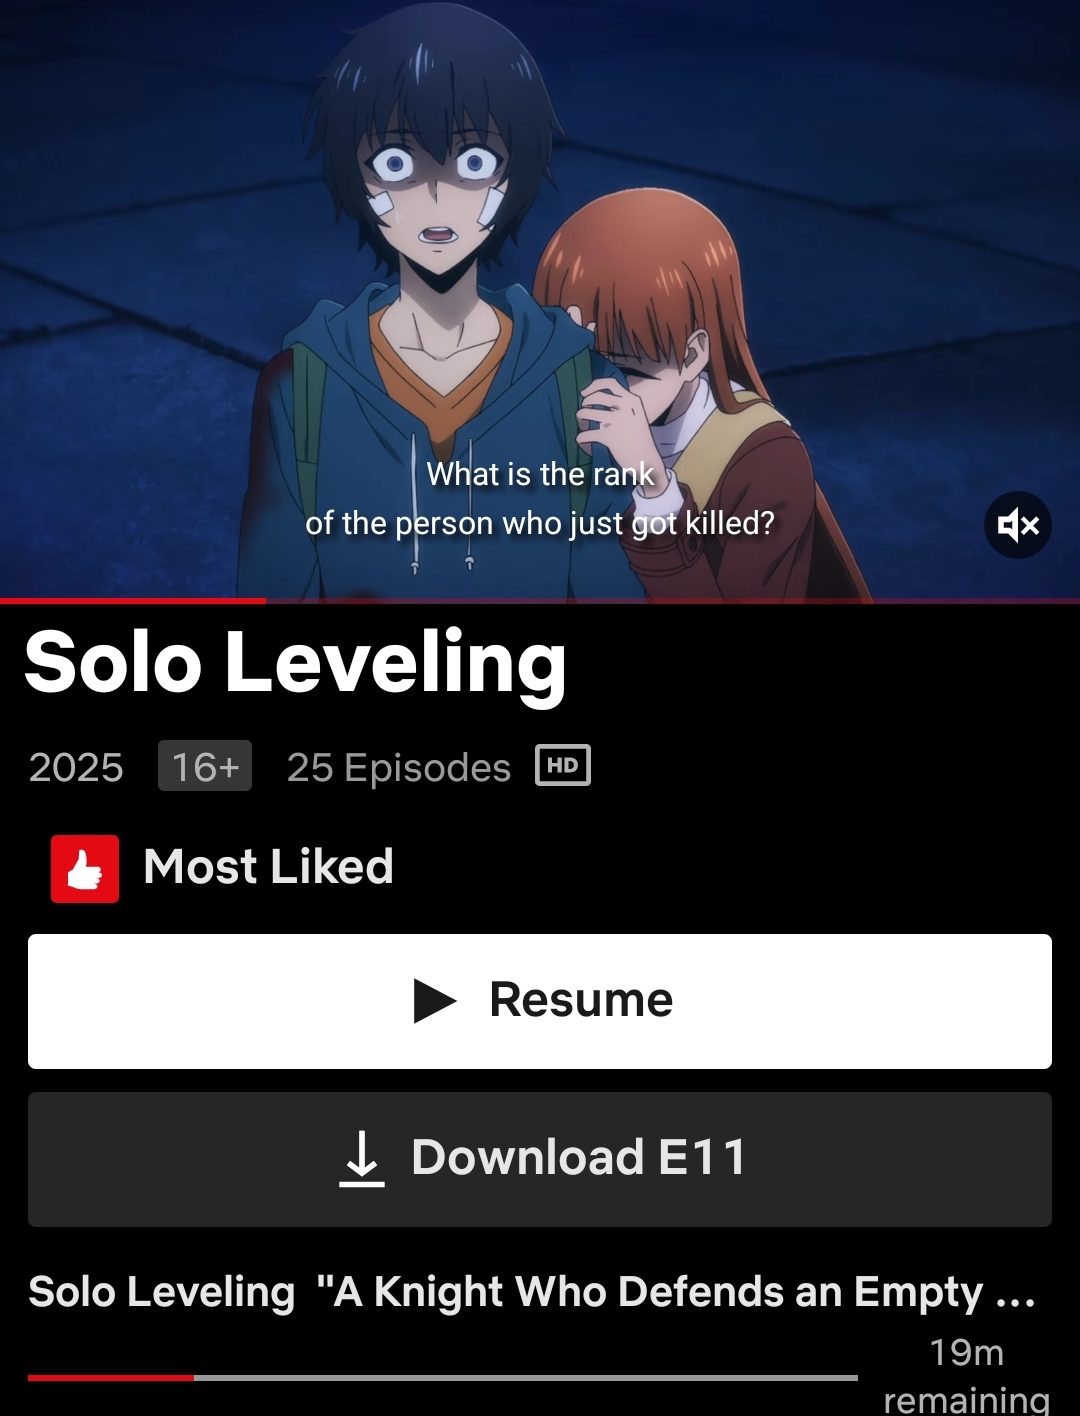 What is the rank
of the person who just got killed?
Solo Leveling
2025 16+ 25 Episodes HD
Most Liked
Resume
Download E11
Solo Leveling "A Knight Who Defends an Empty ...
19m
remaining